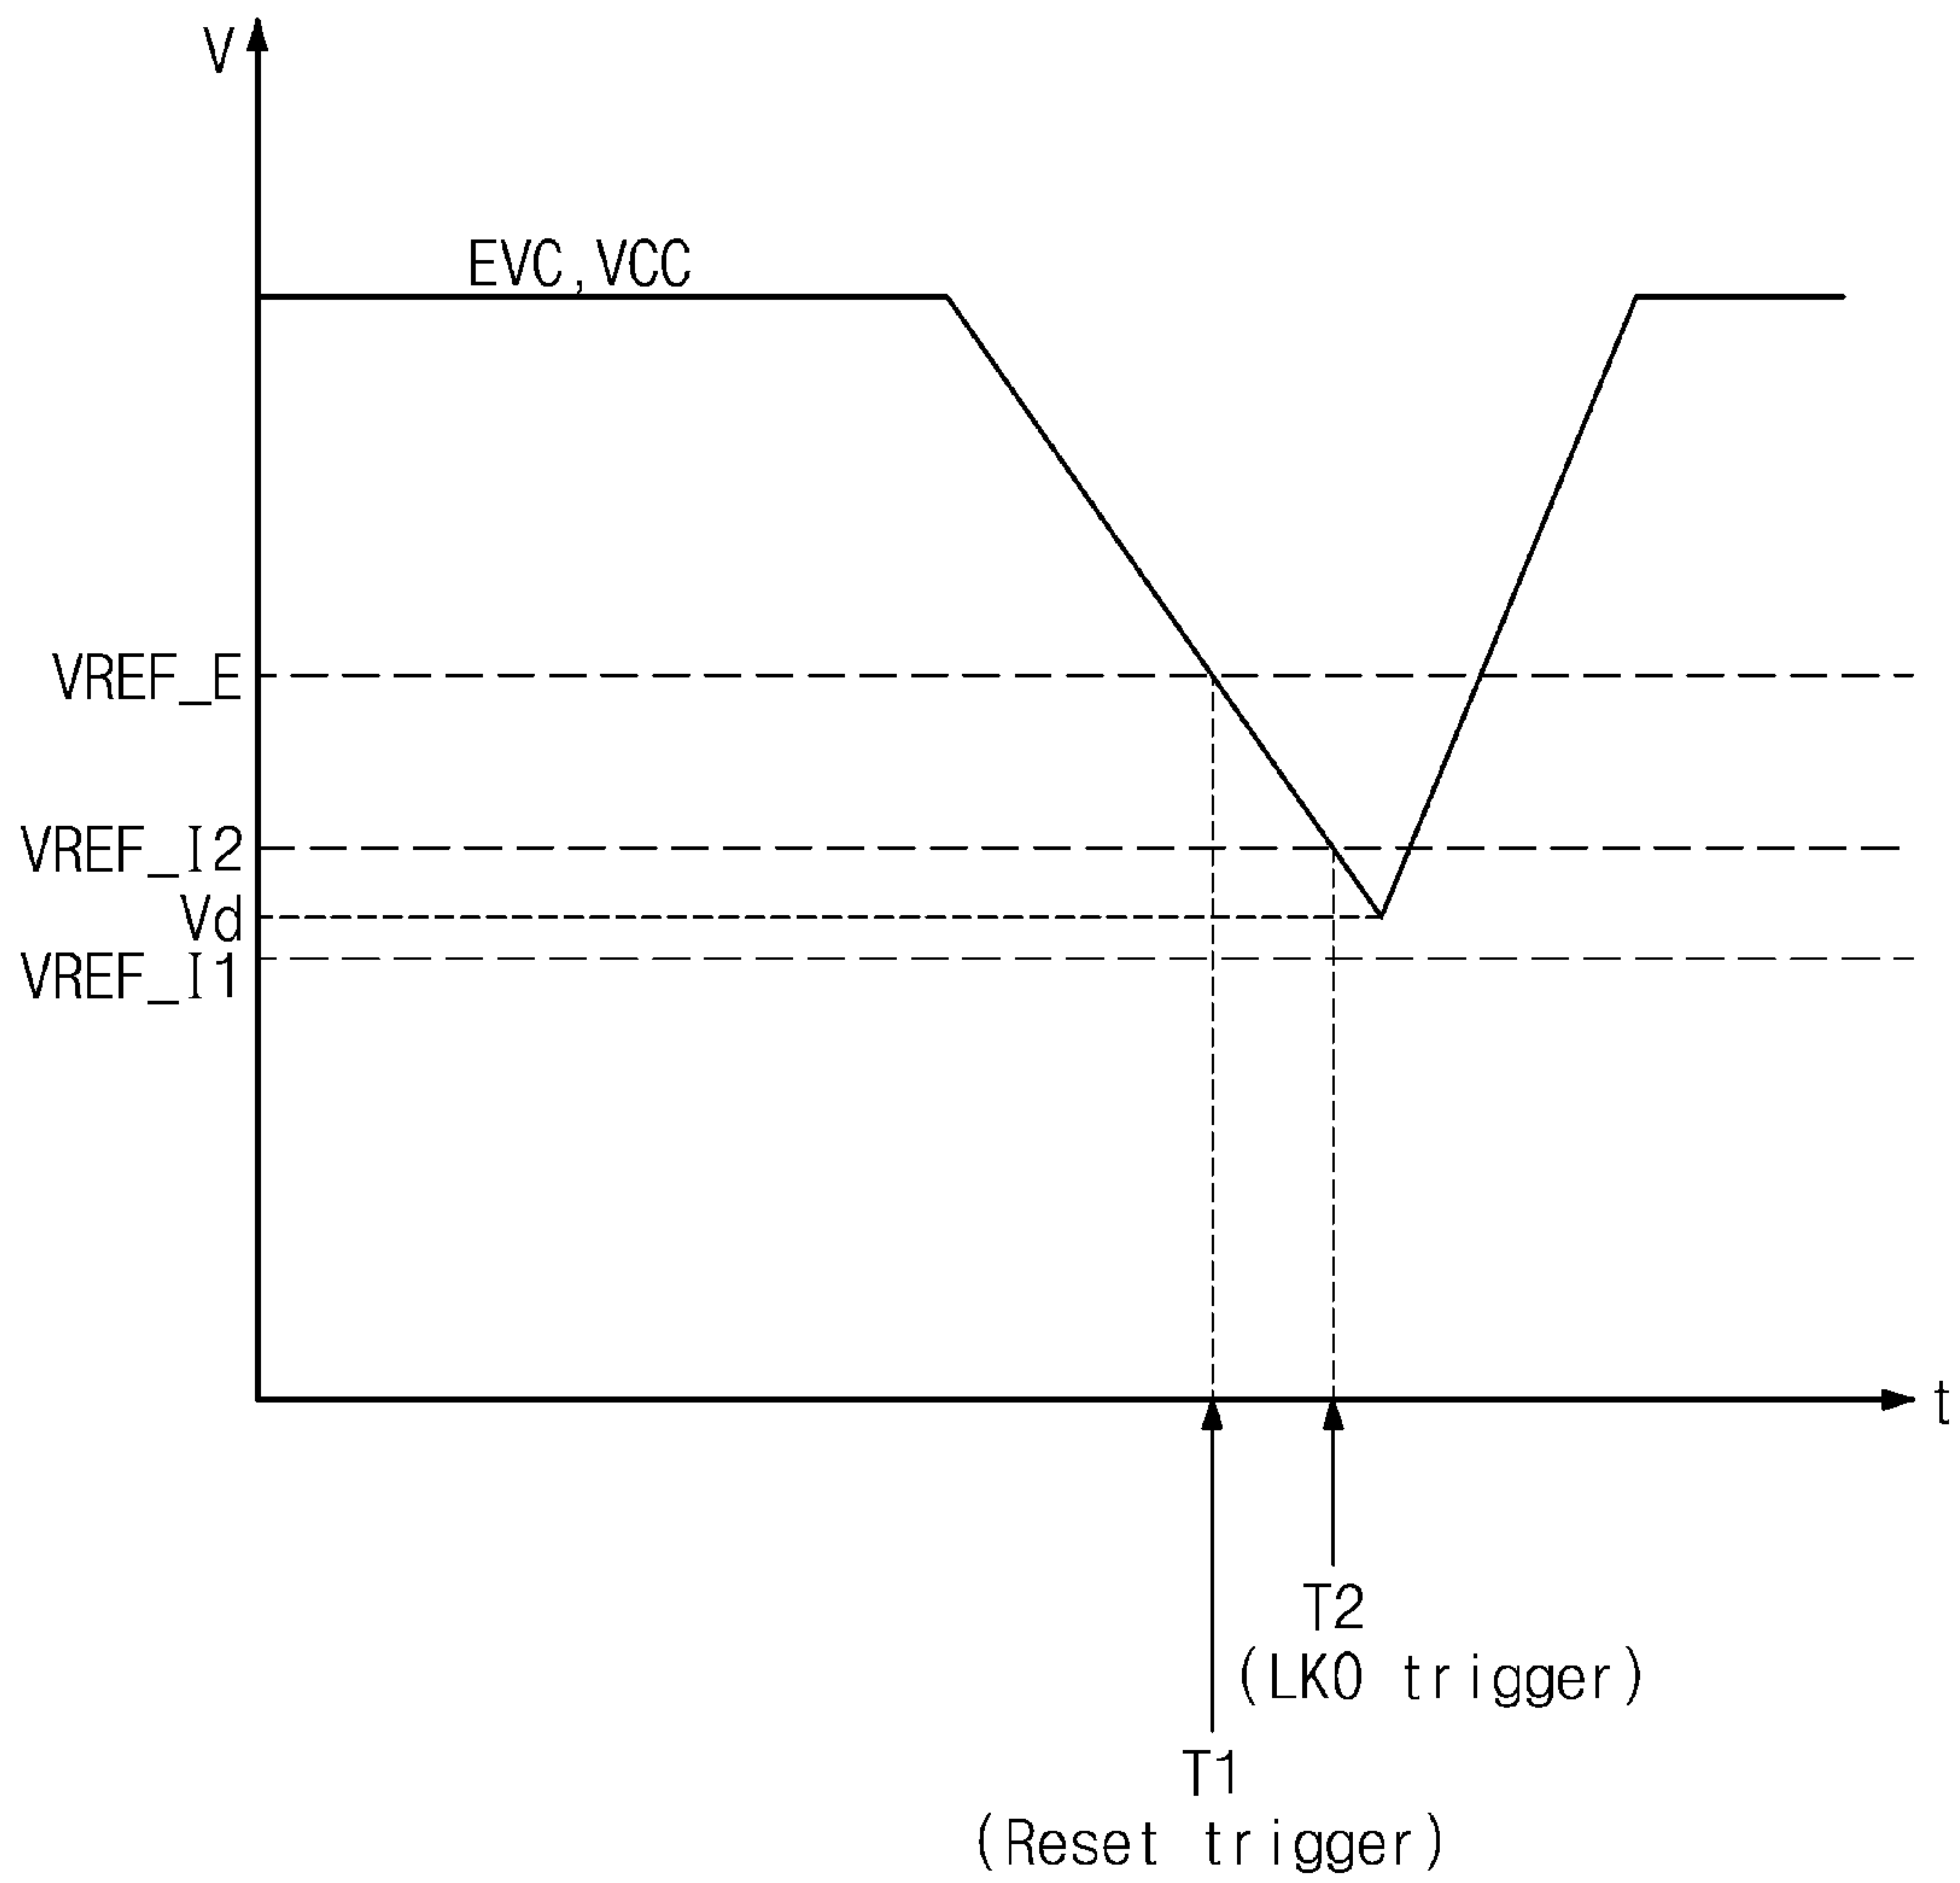 V
EVC,VCC
VREF_E
VREF_I2
Vd
VREF_I1
t
T2
(LKO trigger)
T1
(Reset trigger)